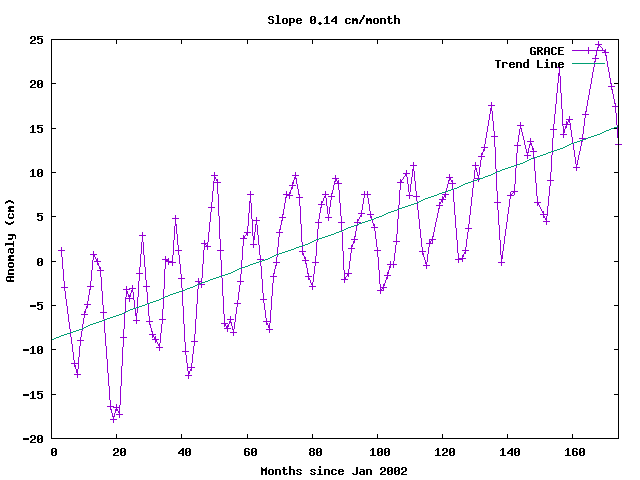 Slope 0.14 cm/month
GRACE
Trend Line
25
20
15
10
5
0
-5
-10
-15
-20
Anomaly (cm)
0 20 40 60 80 100 120 140 160
Months since Jan 2002